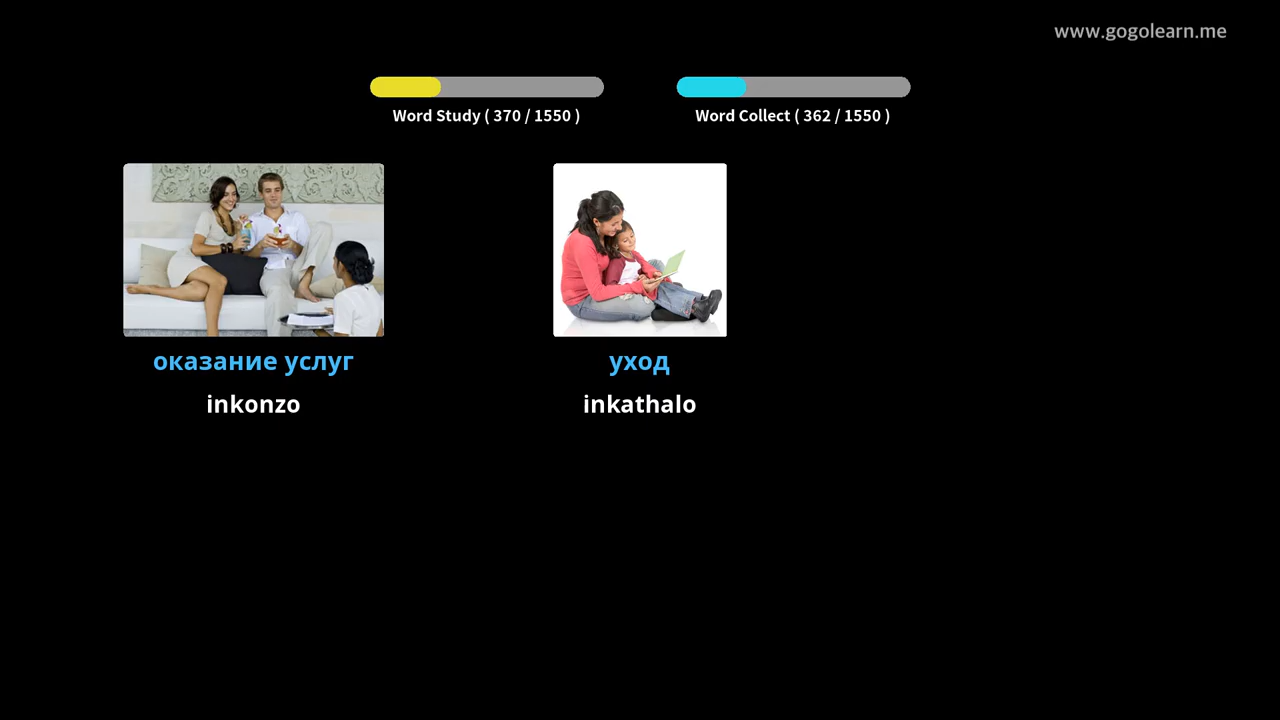 www.gogolearn.me
Word Study ( 370 / 1550 )
Word Collect ( 362 / 1550 )
оказание услуг
inkonzo
уход
inkathalo